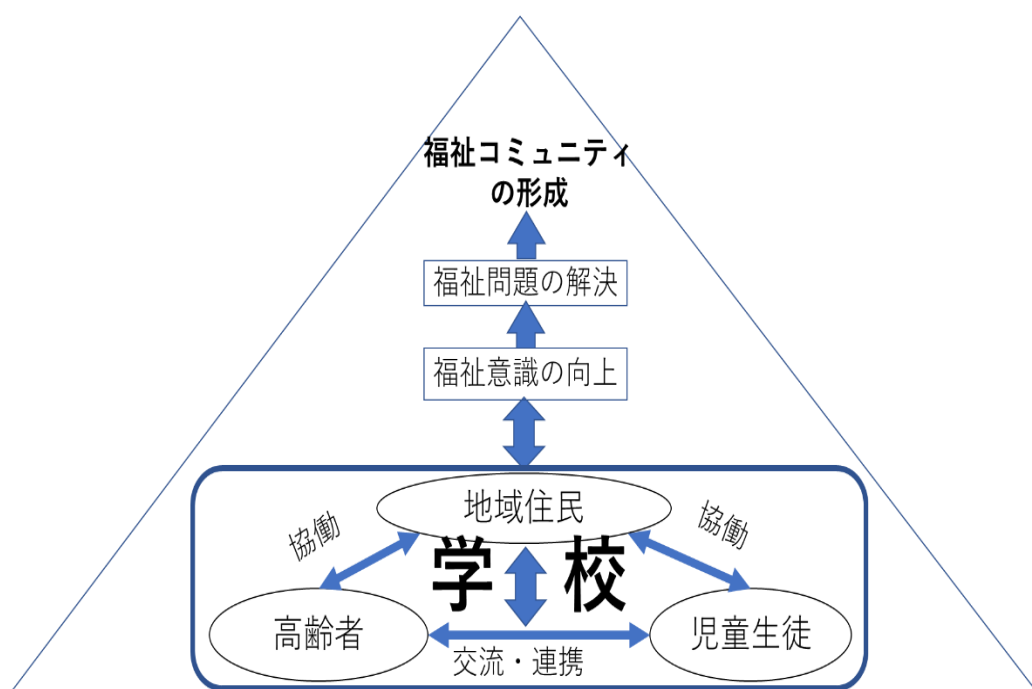 福祉コミュニティ
の形成
福祉問題の解決
福祉意識の向上
地域住民
協働
協働
学校
高齢者
児童生徒
交流・連携